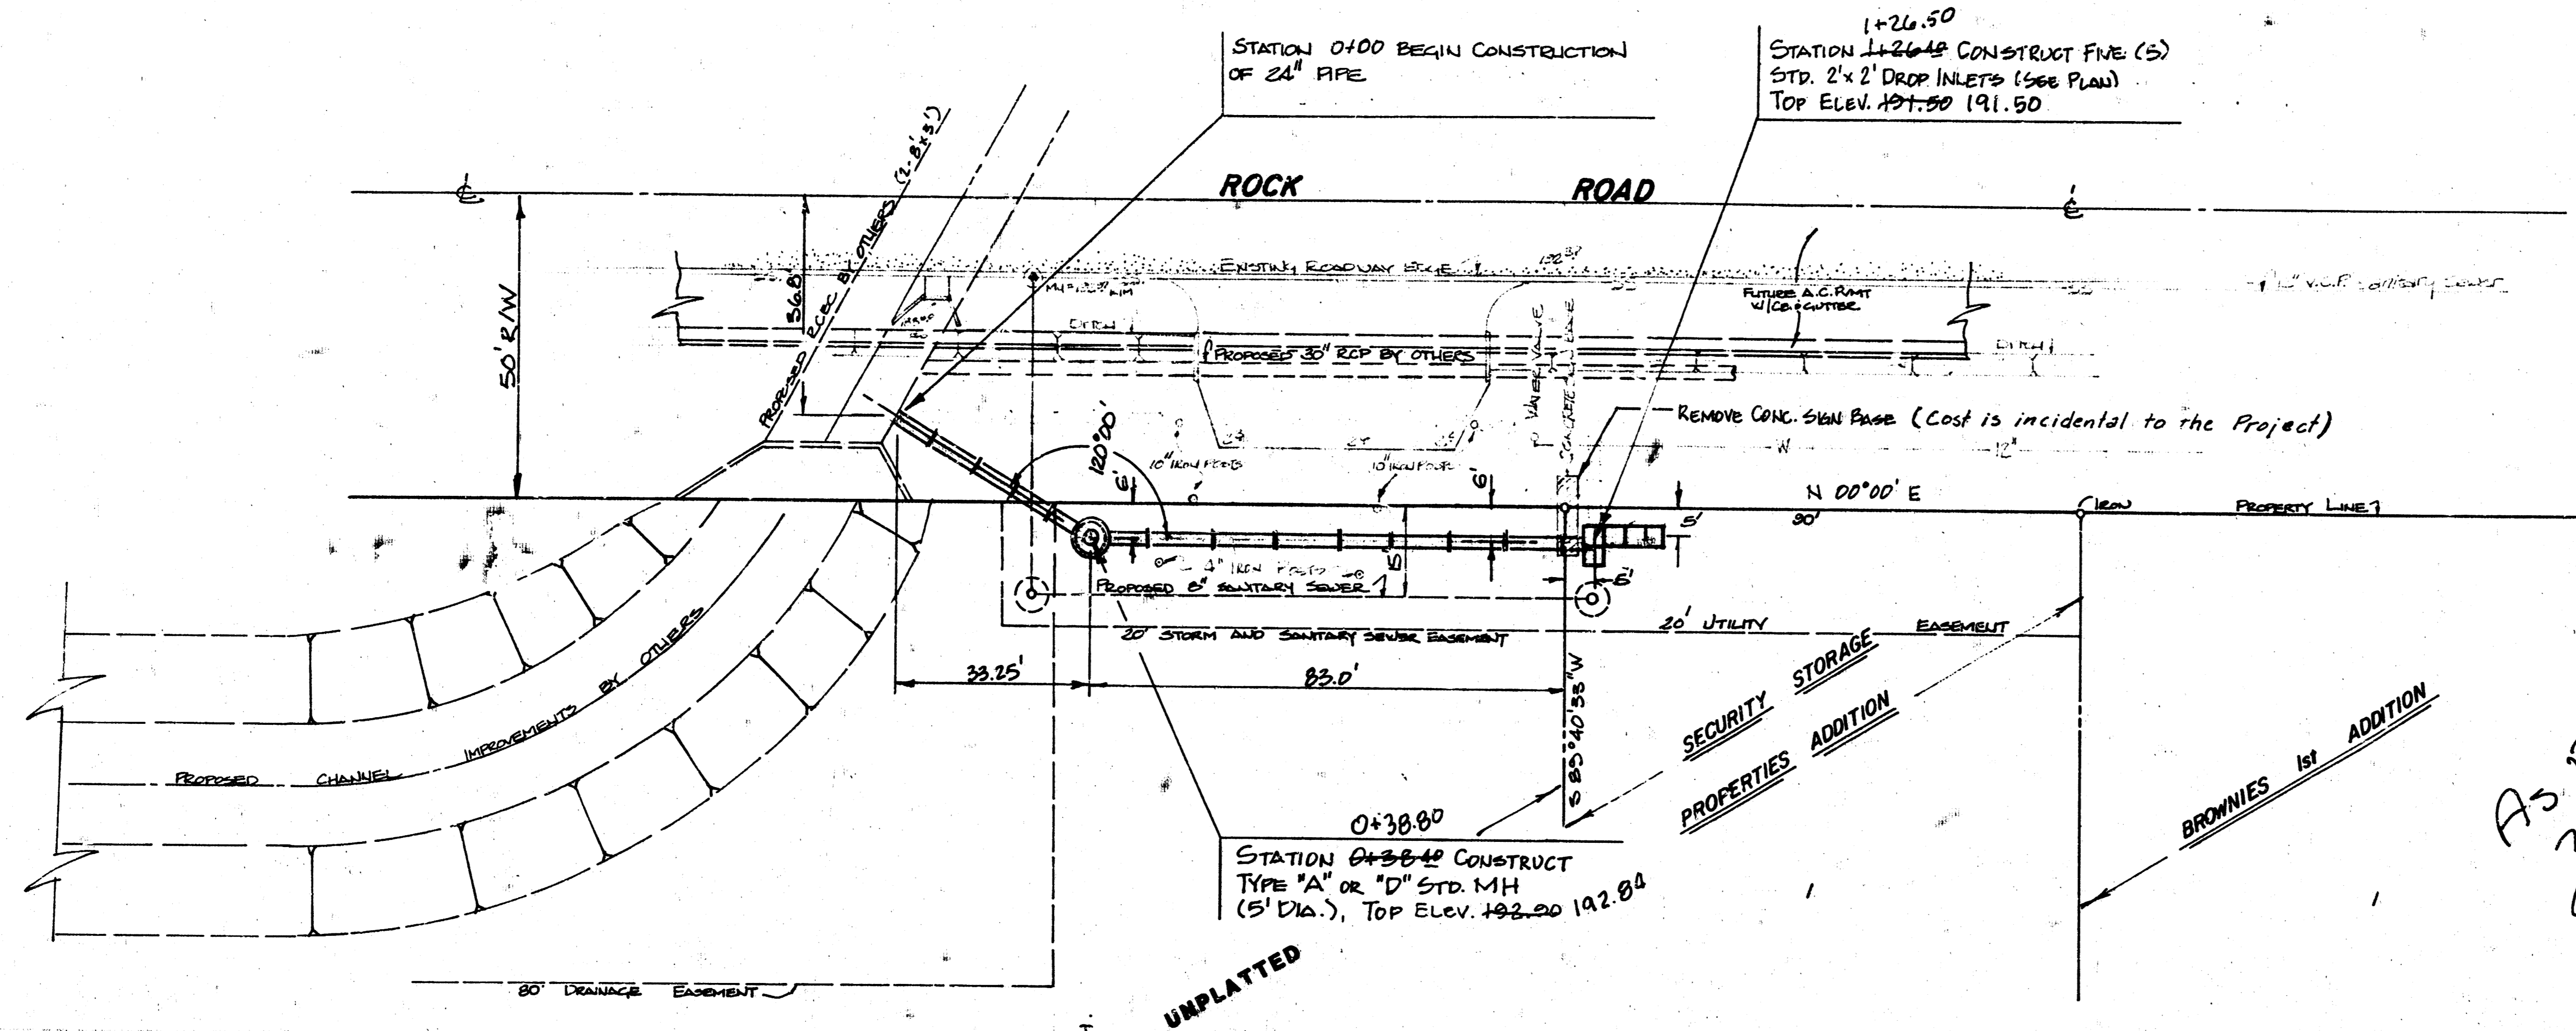 STATION 0+00 BEGIN CONSTRUCTION
OF 24" PIPE
1+26.50
STATION 1+26.40 CONSTRUCT FIVE (5)
STD. 2'x 2' DROP INLETS (SEE PLAN)
TOP ELEV. 191.50 191.50
ROCK ROAD
50' R/W
36.8'
PROPOSED RCBC BY OTHERS (2-8'x3')
EXISTING ROADWAY EDGE
V.C.P. sanitary sewer
FUTURE A.C. PVMT
W/CB & GUTTER
DITCH
DITCH
PROPOSED 30" RCP BY OTHERS
WATER VALVE
CONCRETE
REMOVE CONC. SIGN BASE (Cost is incidental to the Project)
W
12"
120°00'
10" IRON POSTS
10" IRON POST
6'
6'
N 00°00' E
90'
5'
IRON
PROPERTY LINE
15'
4" IRON POSTS
PROPOSED 8" SANITARY SEWER
6'
20' STORM AND SANITARY SEWER EASEMENT
20' UTILITY EASEMENT
33.25'
83.0'
S 89°40'33" W
SECURITY STORAGE
PROPERTIES ADDITION
BROWNIES 1st ADDITION
As
IMPROVEMENTS BY OTHERS
PROPOSED CHANNEL
0+38.80
STATION 0+38.40 CONSTRUCT
TYPE "A" OR "D" STD. MH
(5' DIA.), TOP ELEV. 192.90 192.84
80' DRAINAGE EASEMENT
UNPLATTED